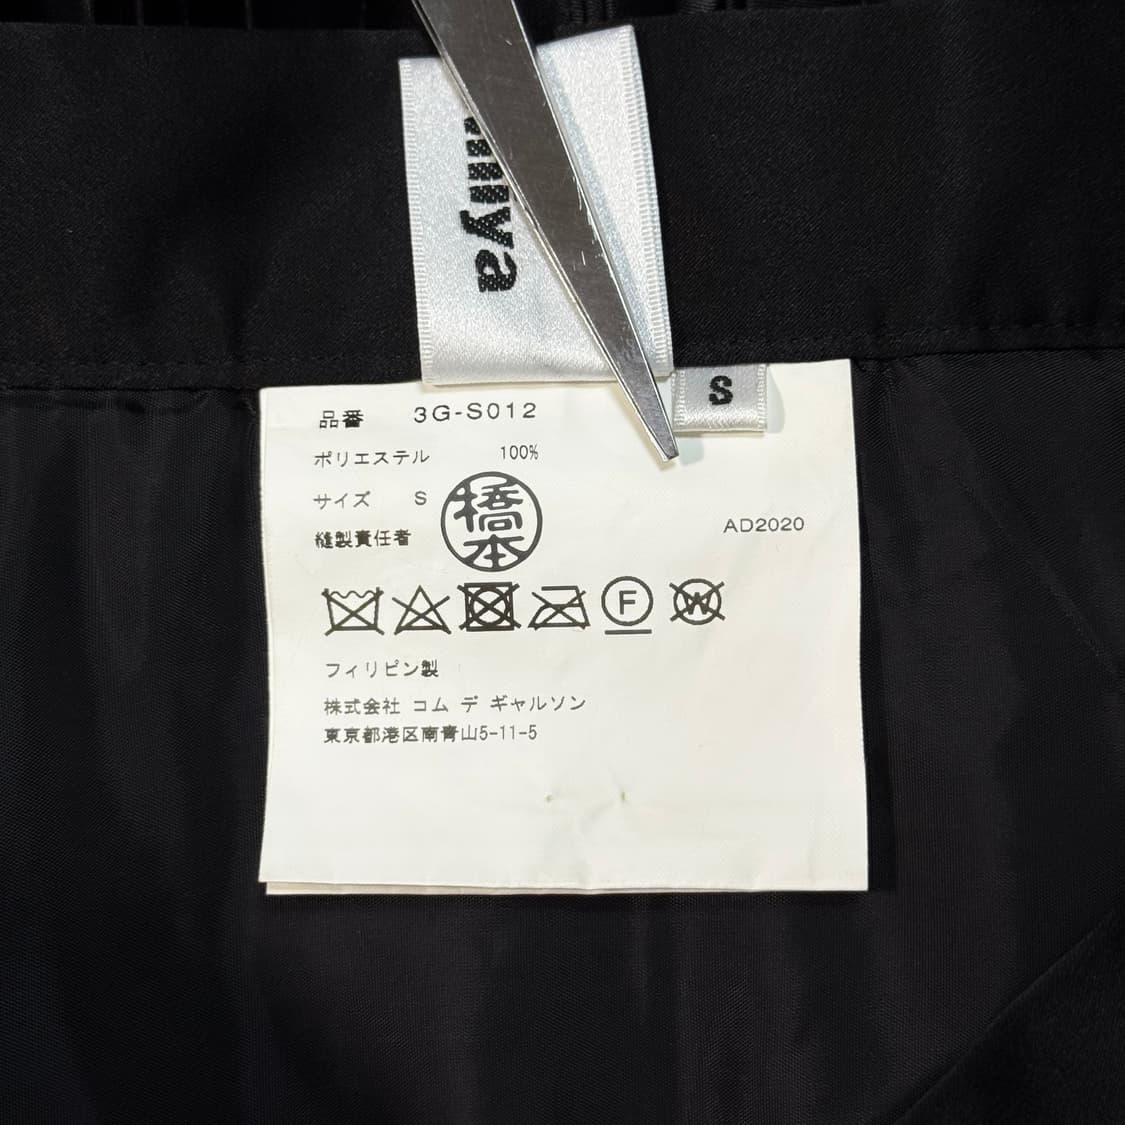 niya
S
品番 3G-S012
ポリエステル 100%
サイズ S
縫製責任者 橋本
AD2020
F
W
フィリピン製
株式会社 コム デ ギャルソン
東京都港区南青山5-11-5